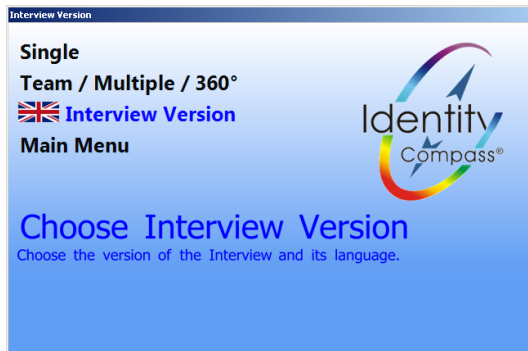 Interview Version
Single
Team / Multiple / 360°
Interview Version
Main Menu
Identity
Compass®
Choose Interview Version
Choose the version of the Interview and its language.